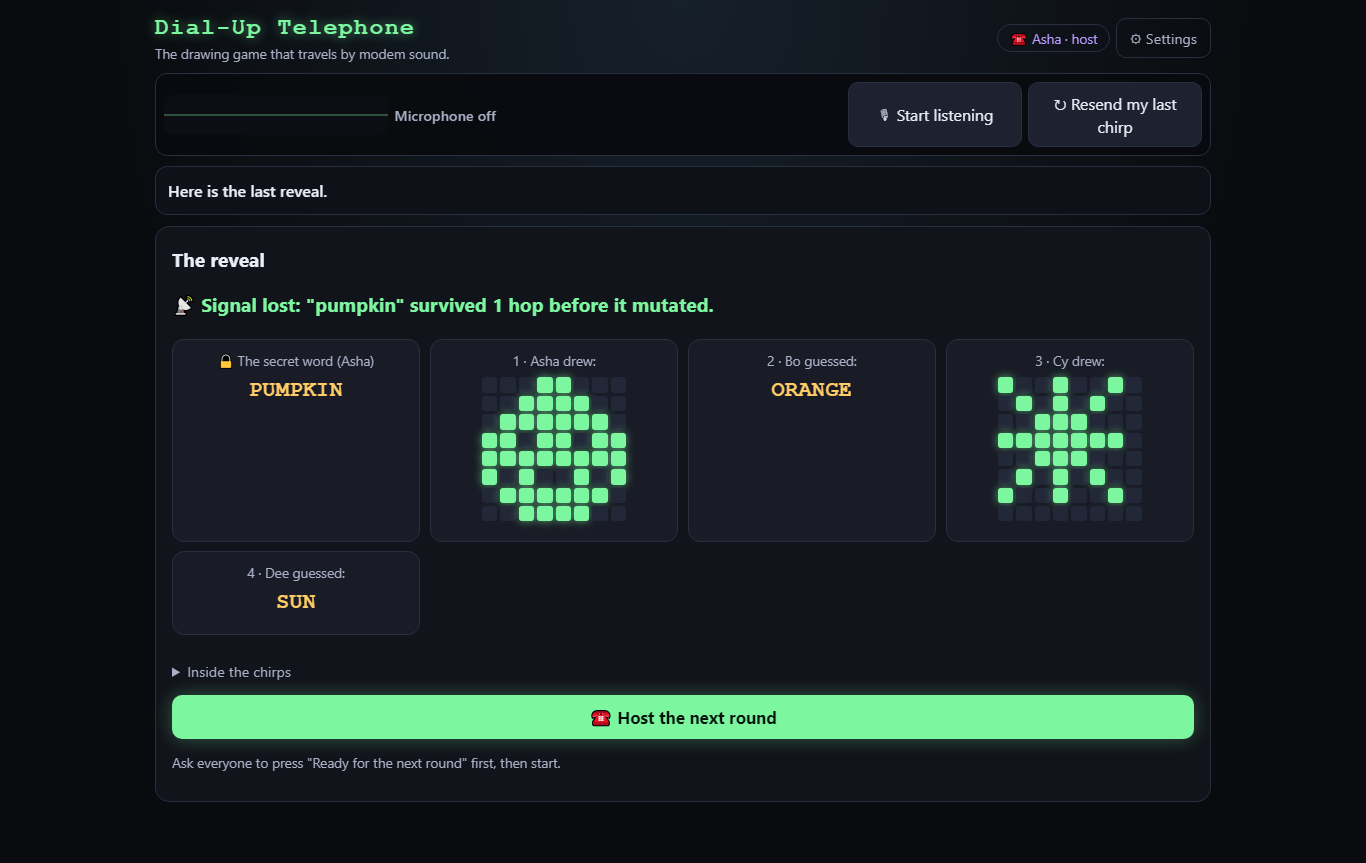 Dial-Up Telephone
The drawing game that travels by modem sound.
☎️ Asha · host
⚙ Settings
Microphone off
🎙 Start listening
↻ Resend my last
chirp
Here is the last reveal.
The reveal
📡 Signal lost: "pumpkin" survived 1 hop before it mutated.
🔒 The secret word (Asha)
PUMPKIN
1 · Asha drew:
2 · Bo guessed:
ORANGE
3 · Cy drew:
4 · Dee guessed:
SUN
▶ Inside the chirps
☎️ Host the next round
Ask everyone to press "Ready for the next round" first, then start.